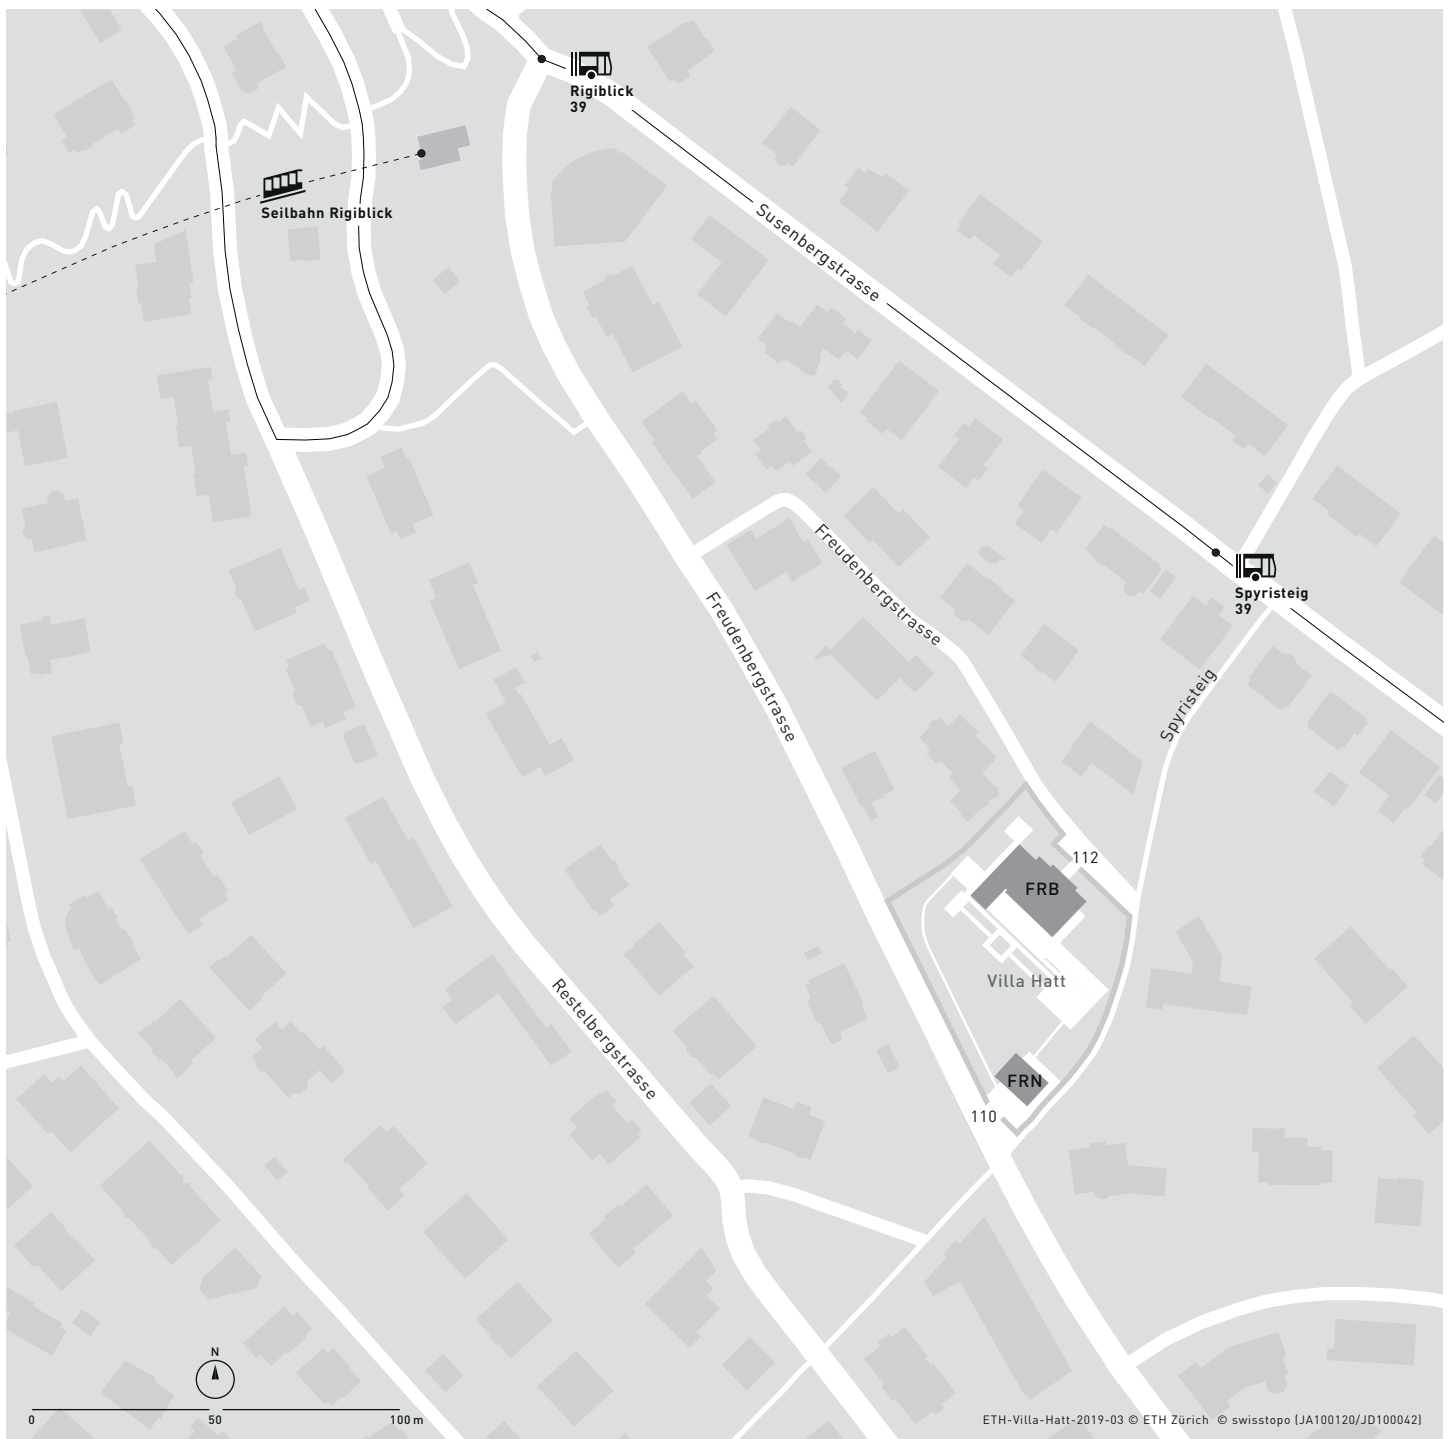 Rigiblick
39
Seilbahn Rigiblick
Susenbergstrasse
Freudenbergstrasse
Freudenbergstrasse
Spyristeig
39
Spyristeig
112
FRB
Villa Hatt
Restelbergstrasse
FRN
110
N
0 50 100 m
ETH-Villa-Hatt-2019-03 © ETH Zürich © swisstopo (JA100120/JD100042)